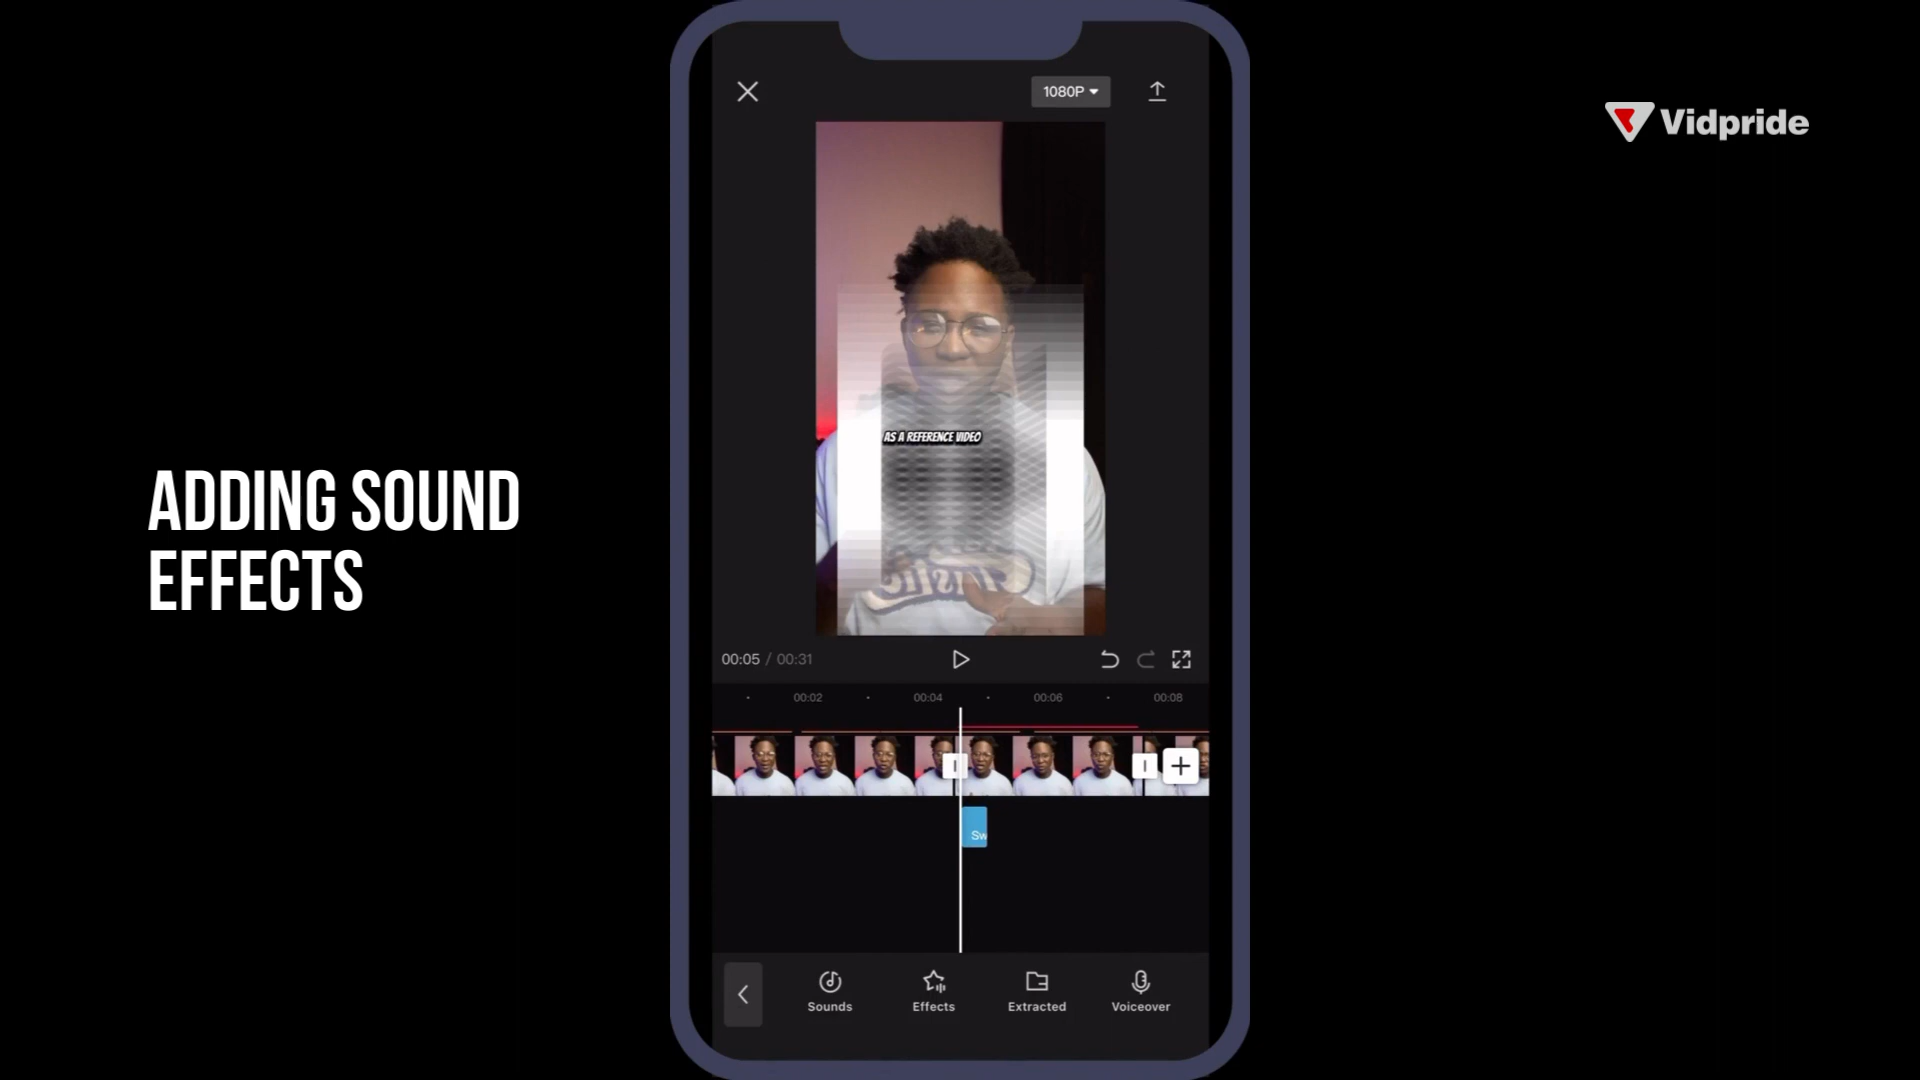 1080P
Vidpride
AS A REFERENCE VIDEO
ADDING SOUND
EFFECTS
00:05 / 00:31
00:02
00:04
00:06
00:08
Sw
Sounds
Effects
Extracted
Voiceover